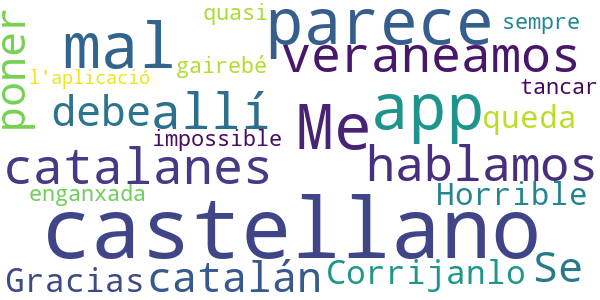 quasi
parece
sempre
poner
mal
veraneamos
gairebé
l'aplicació
tancar
debe
allí
Me
app
queda
impossible
catalanes
hablamos
enganxada
Horrible
castellano
Gracias
catalán
Corrijanlo
Se